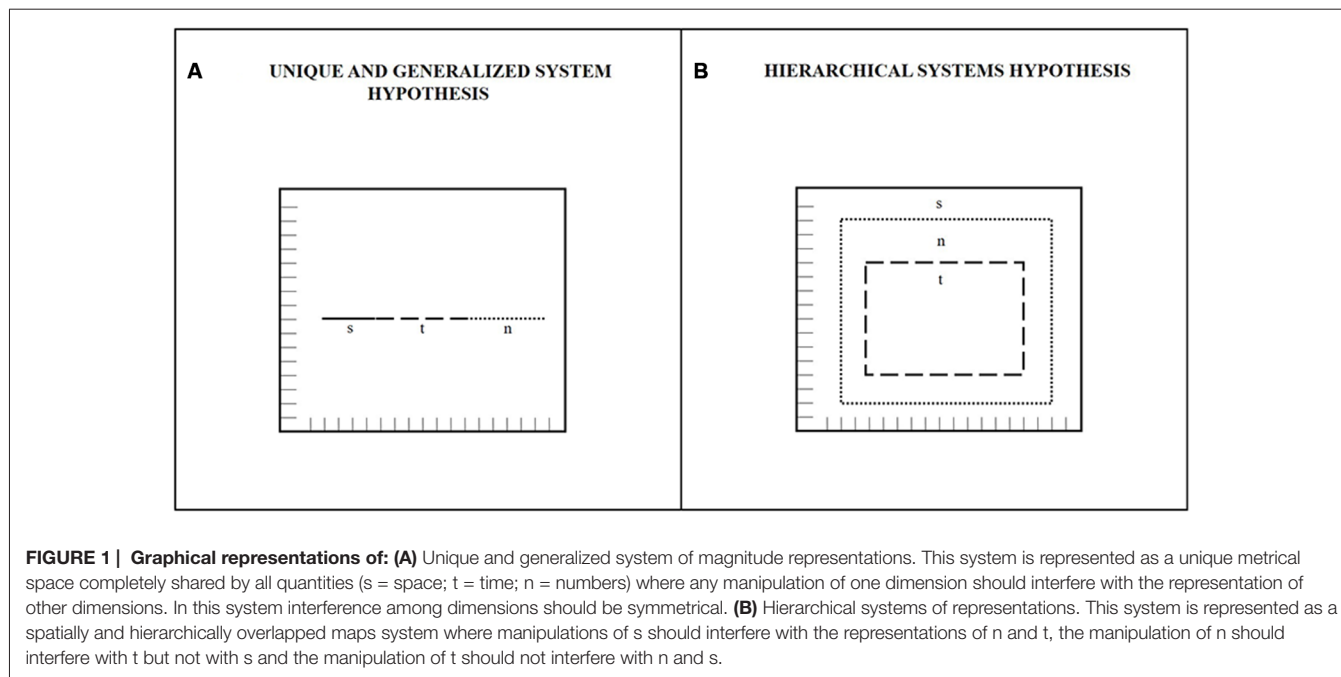 A
UNIQUE AND GENERALIZED SYSTEM
HYPOTHESIS
s
t
n
B
HIERARCHICAL SYSTEMS HYPOTHESIS
s
n
t
FIGURE 1 | Graphical representations of: (A) Unique and generalized system of magnitude representations. This system is represented as a unique metrical
space completely shared by all quantities (s = space; t = time; n = numbers) where any manipulation of one dimension should interfere with the representation of
other dimensions. In this system interference among dimensions should be symmetrical. (B) Hierarchical systems of representations. This system is represented as a
spatially and hierarchically overlapped maps system where manipulations of s should interfere with the representations of n and t, the manipulation of n should
interfere with t but not with s and the manipulation of t should not interfere with n and s.